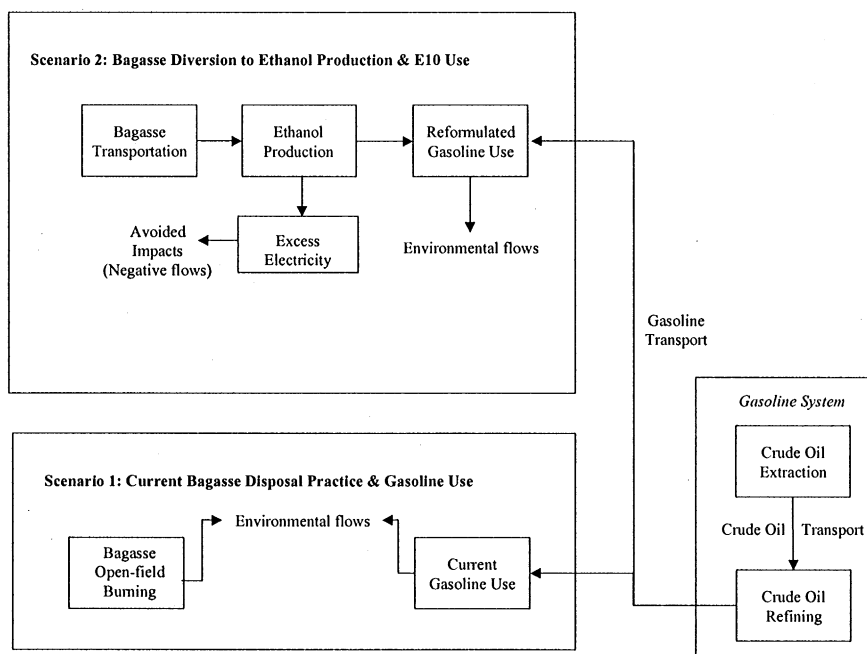 Scenario 2: Bagasse Diversion to Ethanol Production & E10 Use
Bagasse
Transportation
Ethanol
Production
Reformulated
Gasoline Use
Avoided
Impacts
(Negative flows)
Excess
Electricity
Environmental flows
Gasoline
Transport
Gasoline System
Crude Oil
Extraction
Crude Oil Transport
Crude Oil
Refining
Scenario 1: Current Bagasse Disposal Practice & Gasoline Use
Environmental flows
Bagasse
Open-field
Burning
Current
Gasoline Use